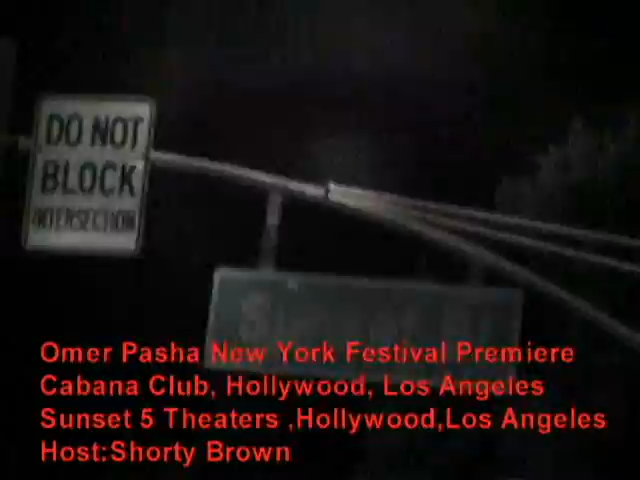 DO NOT
BLOCK
INTERSECTION
Omer Pasha New York Festival Premiere
Cabana Club, Hollywood, Los Angeles
Sunset 5 Theaters ,Hollywood,Los Angeles
Host:Shorty Brown